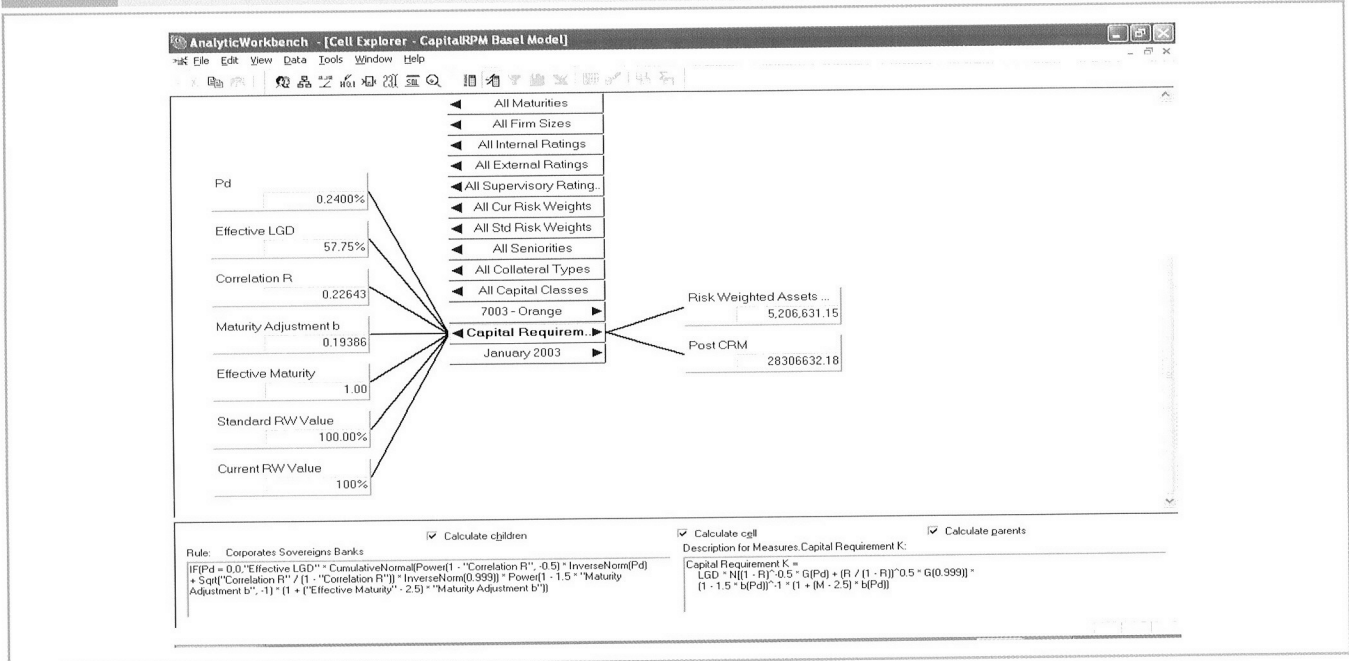 AnalyticWorkbench - [Cell Explorer - CapitalRPM Basel Model]
File Edit View Data Tools Window Help
All Maturities
All Firm Sizes
All Internal Ratings
All External Ratings
All Supervisory Rating..
All Cur Risk Weights
All Std Risk Weights
All Seniorities
All Collateral Types
All Capital Classes
7003 - Orange
Capital Requirem..
January 2003
Pd
0.2400%
Effective LGD
57.75%
Correlation R
0.22643
Maturity Adjustment b
0.19386
Effective Maturity
1.00
Standard RW Value
100.00%
Current RW Value
100%
Risk Weighted Assets ...
5,206,631.15
Post CRM
28306632.18
Calculate children
Calculate cell
Calculate parents
Rule: Corporates Sovereigns Banks
IF(Pd = 0,0,"Effective LGD" * CumulativeNormal(Power(1 - "Correlation R", -0.5) * InverseNorm(Pd)
+ Sqrt("Correlation R" / (1 - "Correlation R")) * InverseNorm(0.999)) * Power(1 - 1.5 * "Maturity
Adjustment b", -1) * (1 + ("Effective Maturity" - 2.5) * "Maturity Adjustment b"))
Description for Measures.Capital Requirement K:
Capital Requirement K =
LGD * N[(1 - R)^-0.5 * G(Pd) + (R / (1 - R))^0.5 * G(0.999)] *
(1 - 1.5 * b(Pd))^-1 * (1 + (M - 2.5) * b(Pd))